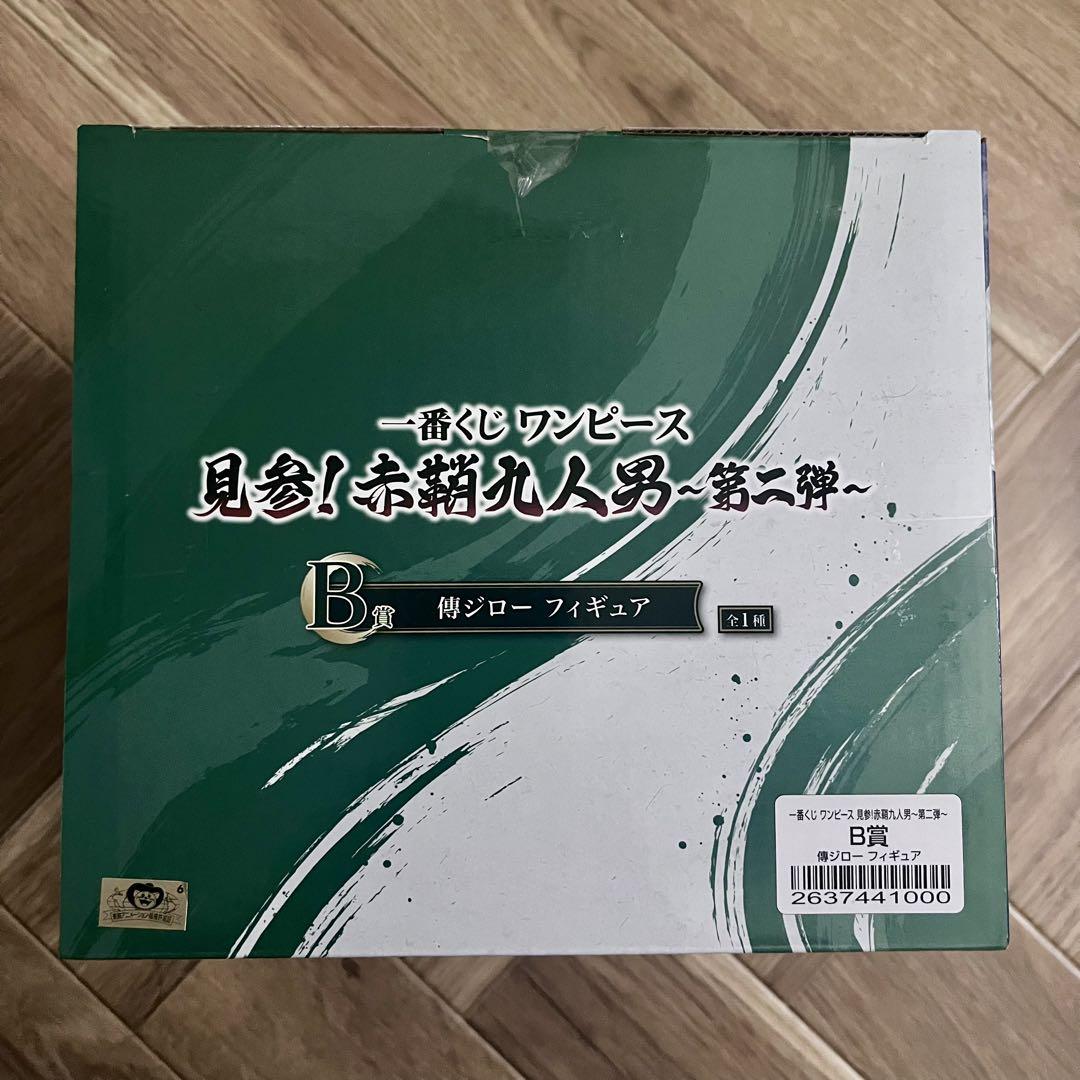 一番くじ ワンピース
見参！赤鞘九人男～第二弾～
B賞 傳ジロー フィギュア 全1種
一番くじ ワンピース 見参！赤鞘九人男～第二弾～
B賞
傳ジロー フィギュア
2637441000
6